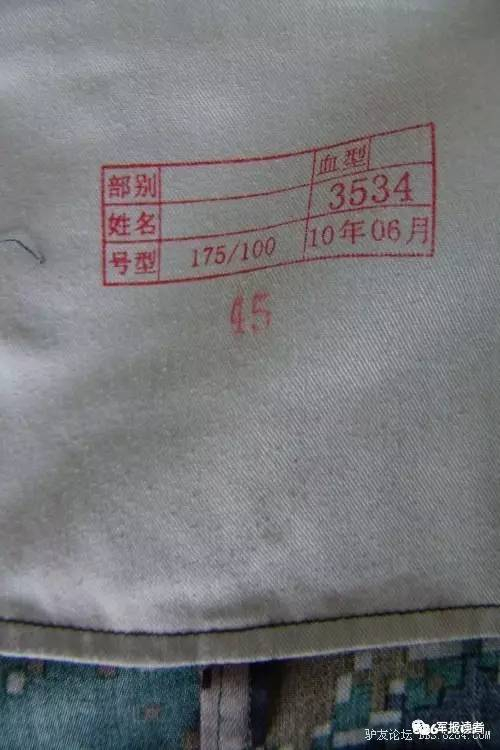 部别 血型
姓名 3534
号型 175/100 10年06月
45
军报读者
驴友论坛 BBS.8264.COM